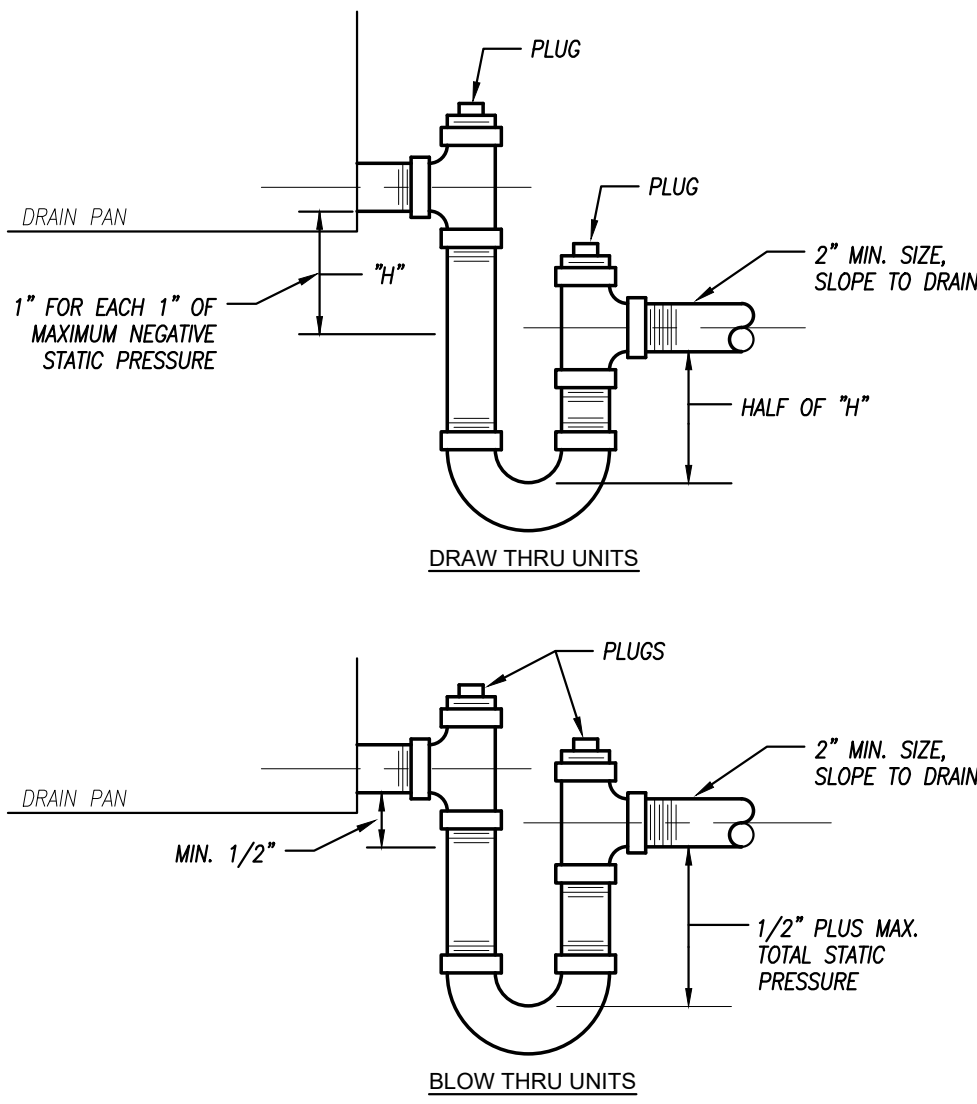 PLUG
PLUG
DRAIN PAN
"H"
2" MIN. SIZE,
SLOPE TO DRAIN
1" FOR EACH 1" OF
MAXIMUM NEGATIVE
STATIC PRESSURE
HALF OF "H"
DRAW THRU UNITS
PLUGS
2" MIN. SIZE,
SLOPE TO DRAIN
DRAIN PAN
MIN. 1/2"
1/2" PLUS MAX.
TOTAL STATIC
PRESSURE
BLOW THRU UNITS